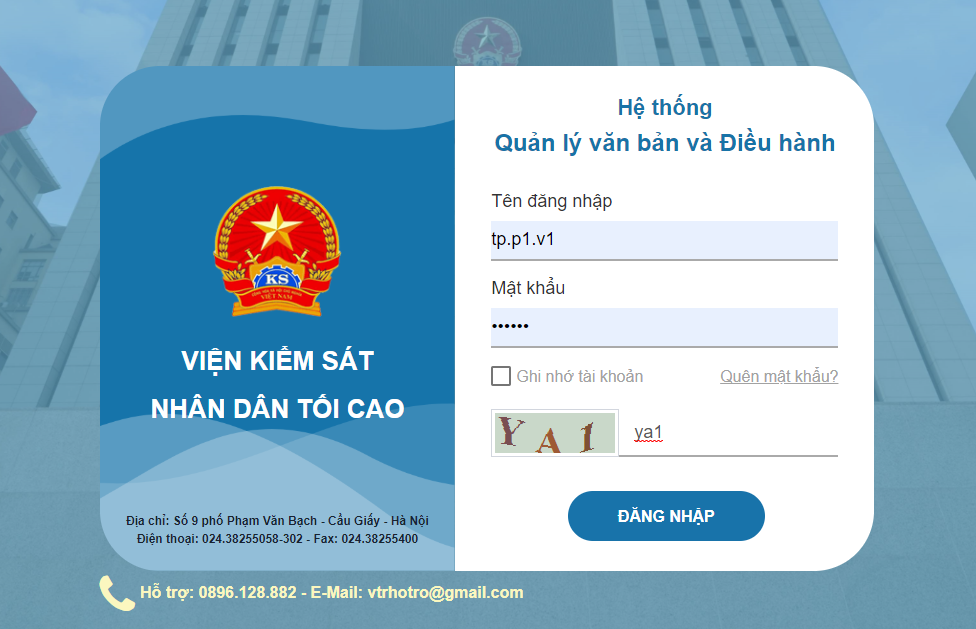 KS
VIỆT NAM
VIỆN KIỂM SÁT
NHÂN DÂN TỐI CAO
Địa chỉ: Số 9 phố Phạm Văn Bạch - Cầu Giấy - Hà Nội
Điện thoại: 024.38255058-302 - Fax: 024.38255400
Hệ thống
Quản lý văn bản và Điều hành
Tên đăng nhập
tp.p1.v1
Mật khẩu
••••••
Ghi nhớ tài khoản
Quên mật khẩu?
YA1
ya1
ĐĂNG NHẬP
Hỗ trợ: 0896.128.882 - E-Mail: vtrhotro@gmail.com